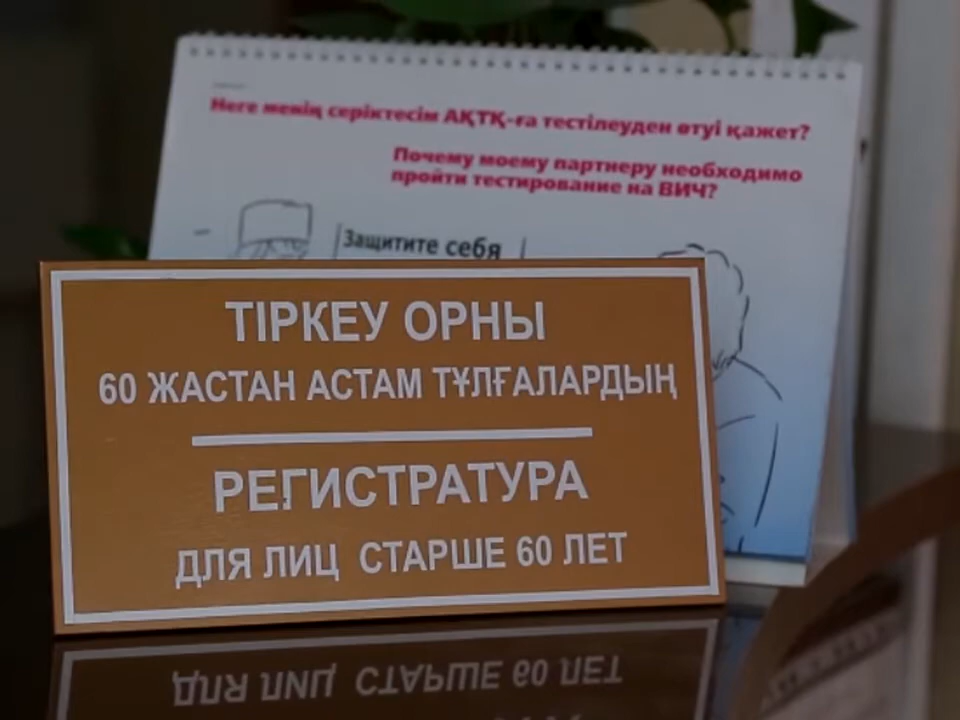 Неге менің серіктесім АҚТҚ-ға тестілеуден өтуі қажет?
Почему моему партнеру необходимо
пройти тестирование на ВИЧ?
Защитите себя
ТІРКЕУ ОРНЫ
60 ЖАСТАН АСТАМ ТҰЛҒАЛАРДЫҢ
РЕГИСТРАТУРА
ДЛЯ ЛИЦ СТАРШЕ 60 ЛЕТ